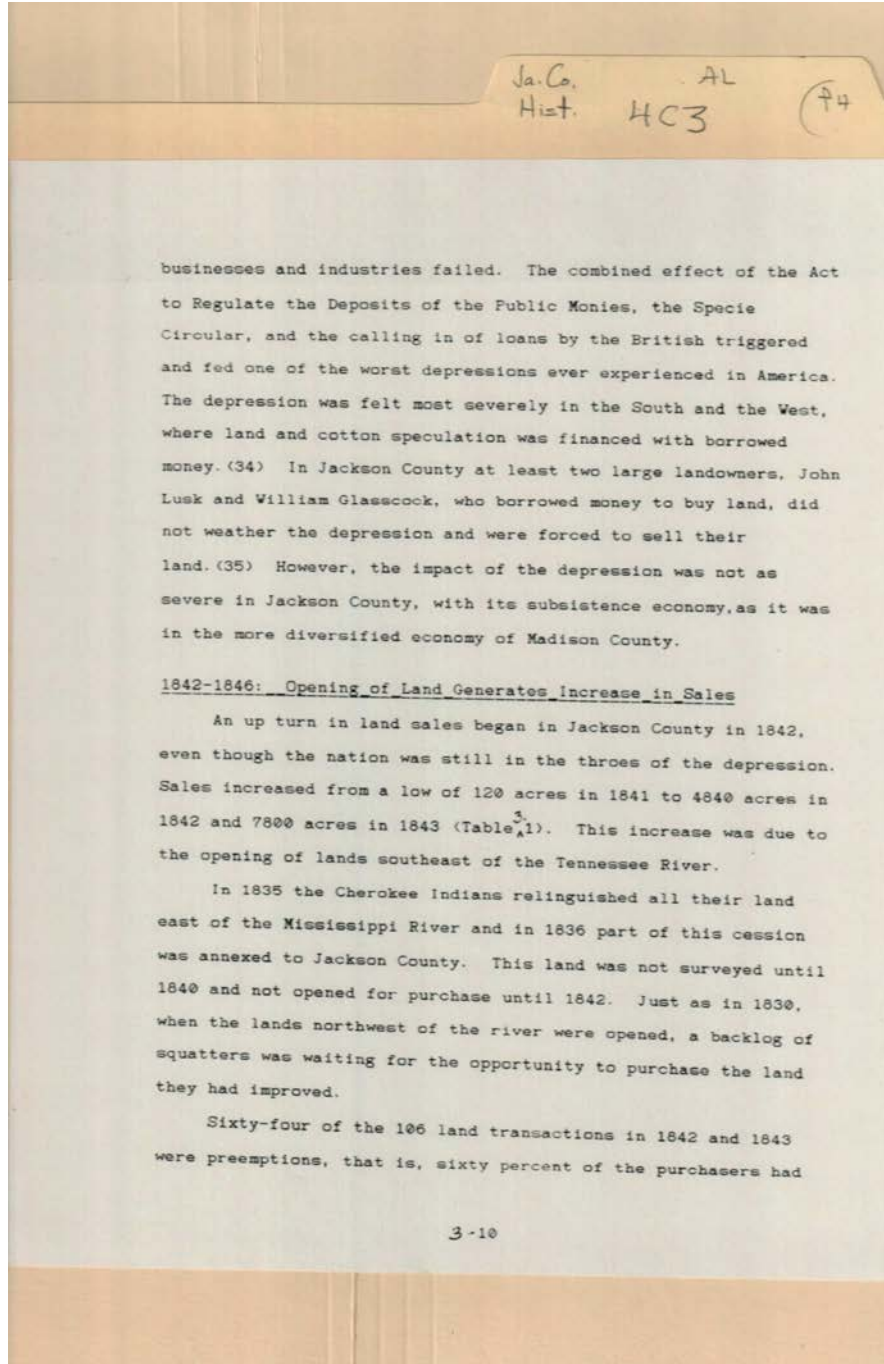 Ja. Co. AL
Hist. 4C3 P4
businesses and industries failed. The combined effect of the Act
to Regulate the Deposits of the Public Monies, the Specie
Circular, and the calling in of loans by the British triggered
and fed one of the worst depressions ever experienced in America.
The depression was felt most severely in the South and the West,
where land and cotton speculation was financed with borrowed
money.(34) In Jackson County at least two large landowners, John
Lusk and William Glasscock, who borrowed money to buy land, did
not weather the depression and were forced to sell their
land.(35) However, the impact of the depression was not as
severe in Jackson County, with its subsistence economy,as it was
in the more diversified economy of Madison County.
1842-1846: Opening of Land Generates Increase in Sales
An up turn in land sales began in Jackson County in 1842,
even though the nation was still in the throes of the depression.
Sales increased from a low of 120 acres in 1841 to 4840 acres in
1842 and 7800 acres in 1843 (Table 3.1). This increase was due to
the opening of lands southeast of the Tennessee River.
In 1835 the Cherokee Indians relinguished all their land
east of the Mississippi River and in 1836 part of this cession
was annexed to Jackson County. This land was not surveyed until
1840 and not opened for purchase until 1842. Just as in 1830,
when the lands northwest of the river were opened, a backlog of
squatters was waiting for the opportunity to purchase the land
they had improved.
Sixty-four of the 106 land transactions in 1842 and 1843
were preemptions, that is, sixty percent of the purchasers had
3-10